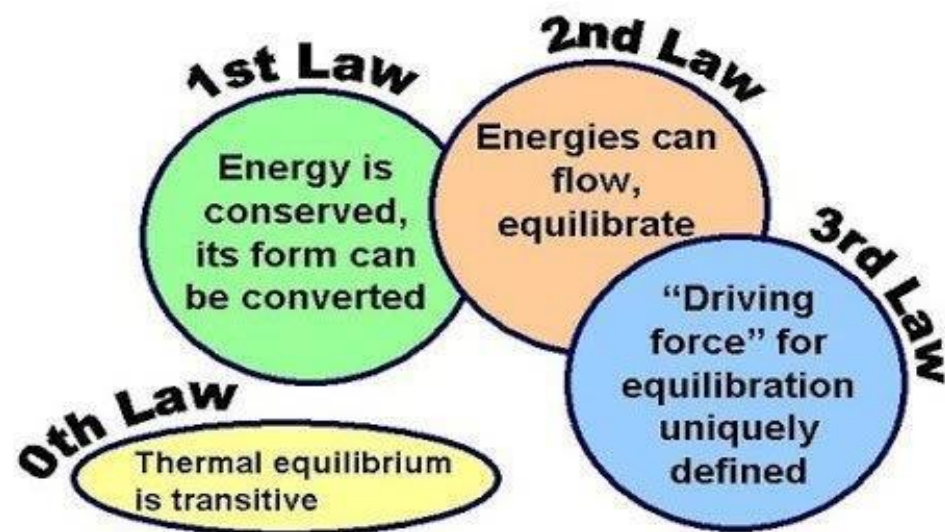 1st Law
Energy is
conserved,
its form can
be converted
2nd Law
Energies can
flow,
equilibrate
3rd Law
“Driving
force” for
equilibration
uniquely
defined
0th Law
Thermal equilibrium
is transitive